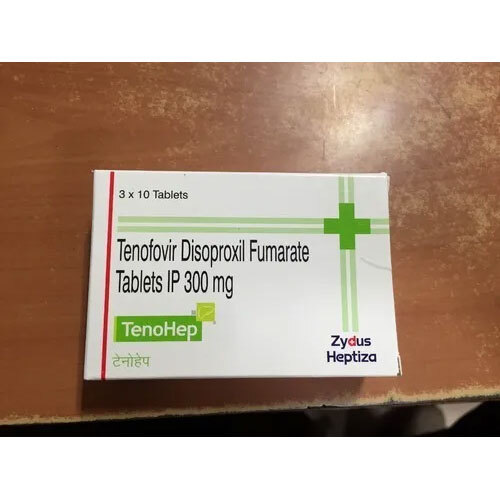 3 x 10 Tablets
Tenofovir Disoproxil Fumarate
Tablets IP 300 mg
TenoHep
टेनोहेप
Zydus
Heptiza